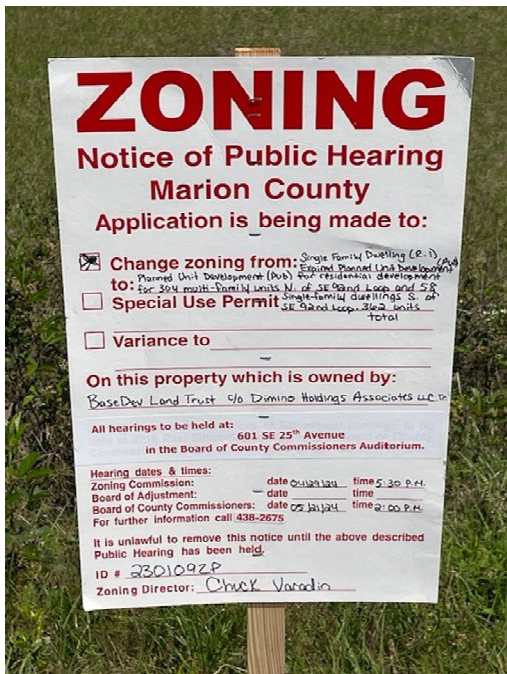 ZONING
Notice of Public Hearing
Marion County
Application is being made to:
Change zoning from: Single Family Dwelling (R-1)
Expired Planned Unit Development (PUD)
to: Planned Unit Development (PUD) for residential development
for 304 multi-family units N. of SE 92nd Loop and 58
Special Use Permit Single-family dwellings S. of
SE 92nd Loop. 362 units
total
Variance to
On this property which is owned by:
BaseDev Land Trust c/o Dimino Holdings Associates LLC. Tr.
All hearings to be held at:
601 SE 25th Avenue
in the Board of County Commissioners Auditorium.
Hearing dates & times:
Zoning Commission: date 04/29/24 time 5:30 P.M.
Board of Adjustment: date time
Board of County Commissioners: date 05/21/24 time 2:00 P.M.
For further information call 438-2675
It is unlawful to remove this notice until the above described
Public Hearing has been held.
ID # 230109ZP
Zoning Director: Chuck Varadin